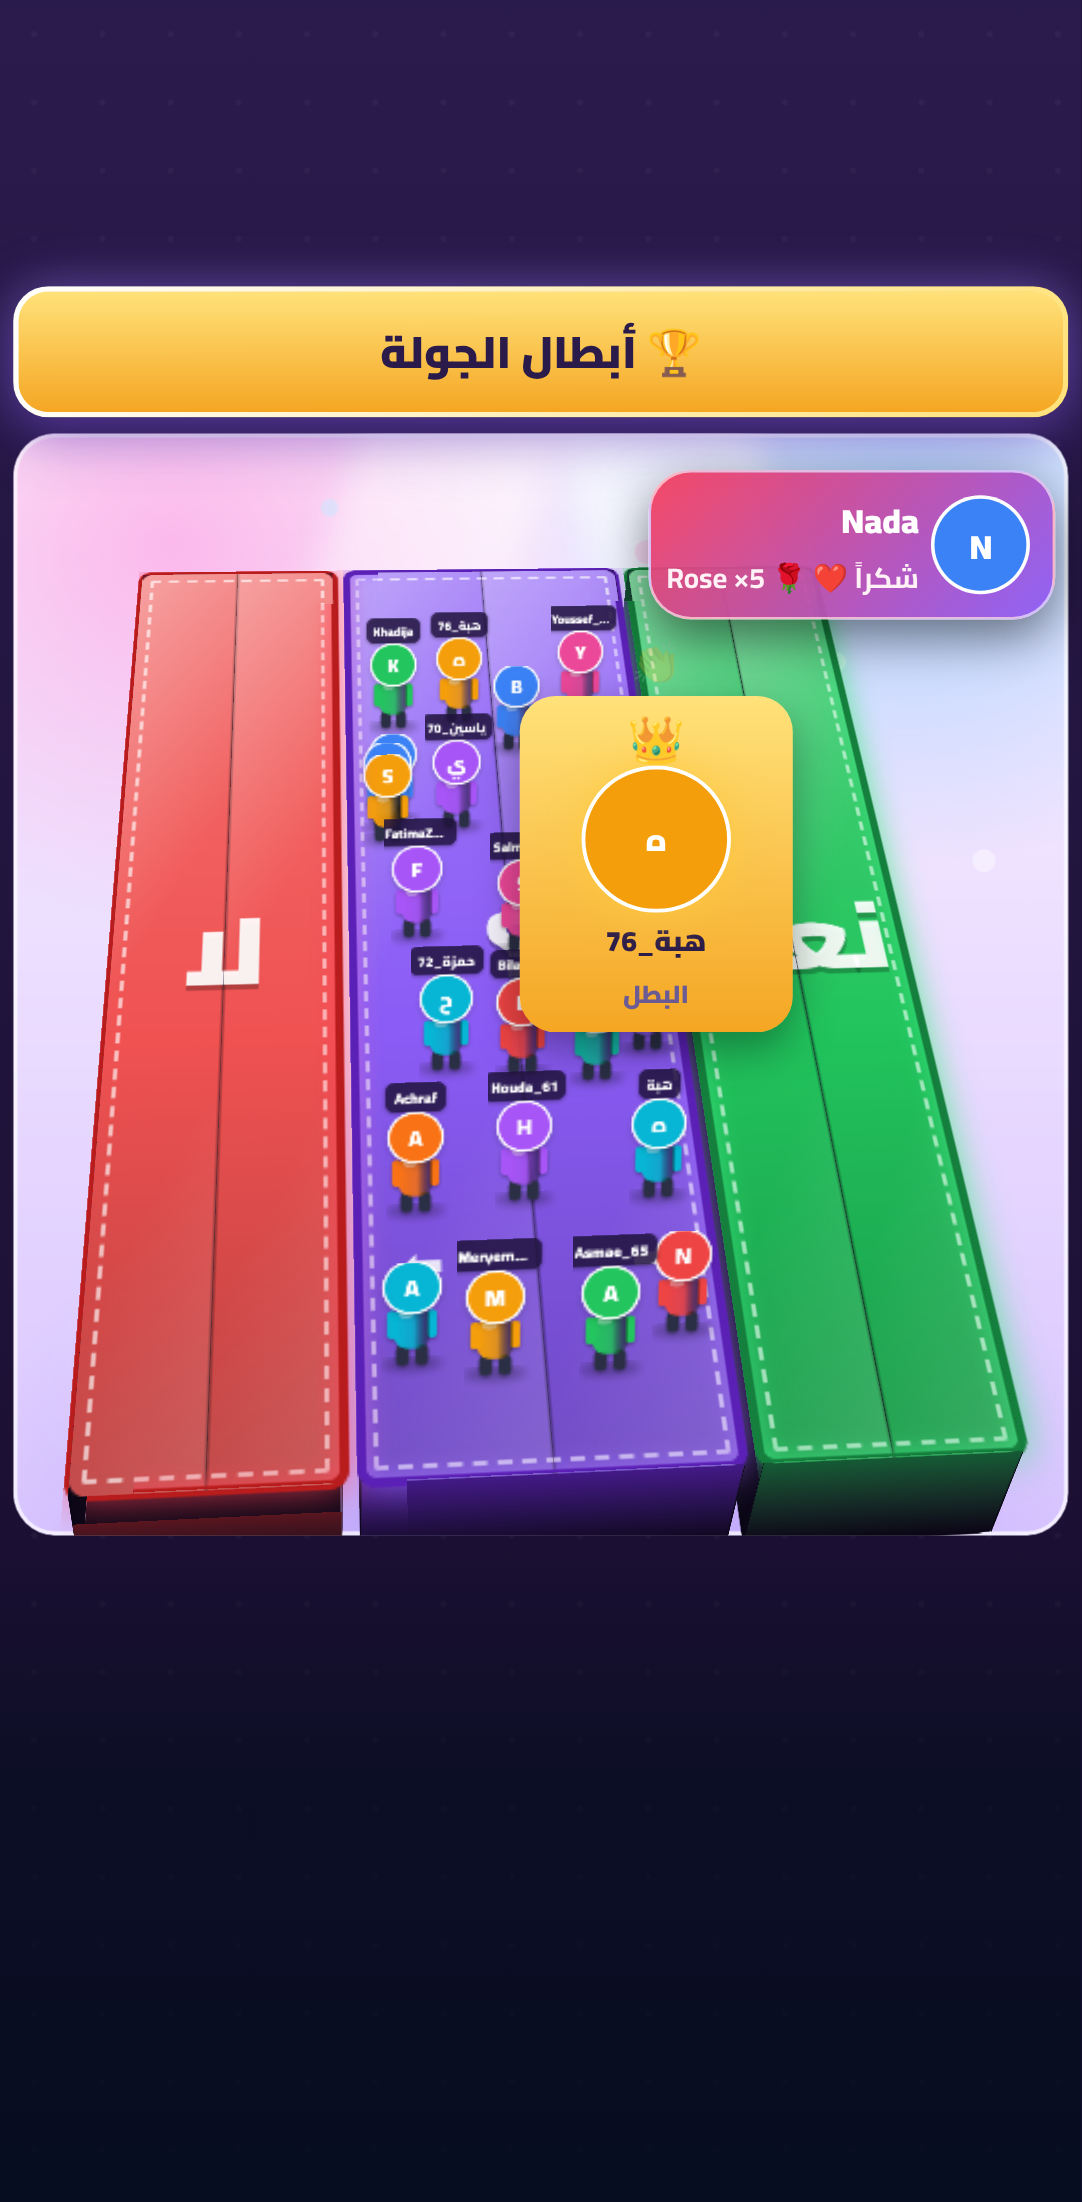 🏆 أبطال الجولة
Nada
N
شكراً ❤️ 🌹 Rose ×5
Khadija
K
هبة_76
ه
Youssef_...
Y
B
ياسين_70
ي
S
👑
ه
هبة_76
البطل
FatimaZ...
F
لا
حمزة_72
ح
Achraf
A
Houda_61
H
هبة
ه
A
Meryem...
M
Asmae_65
A
N